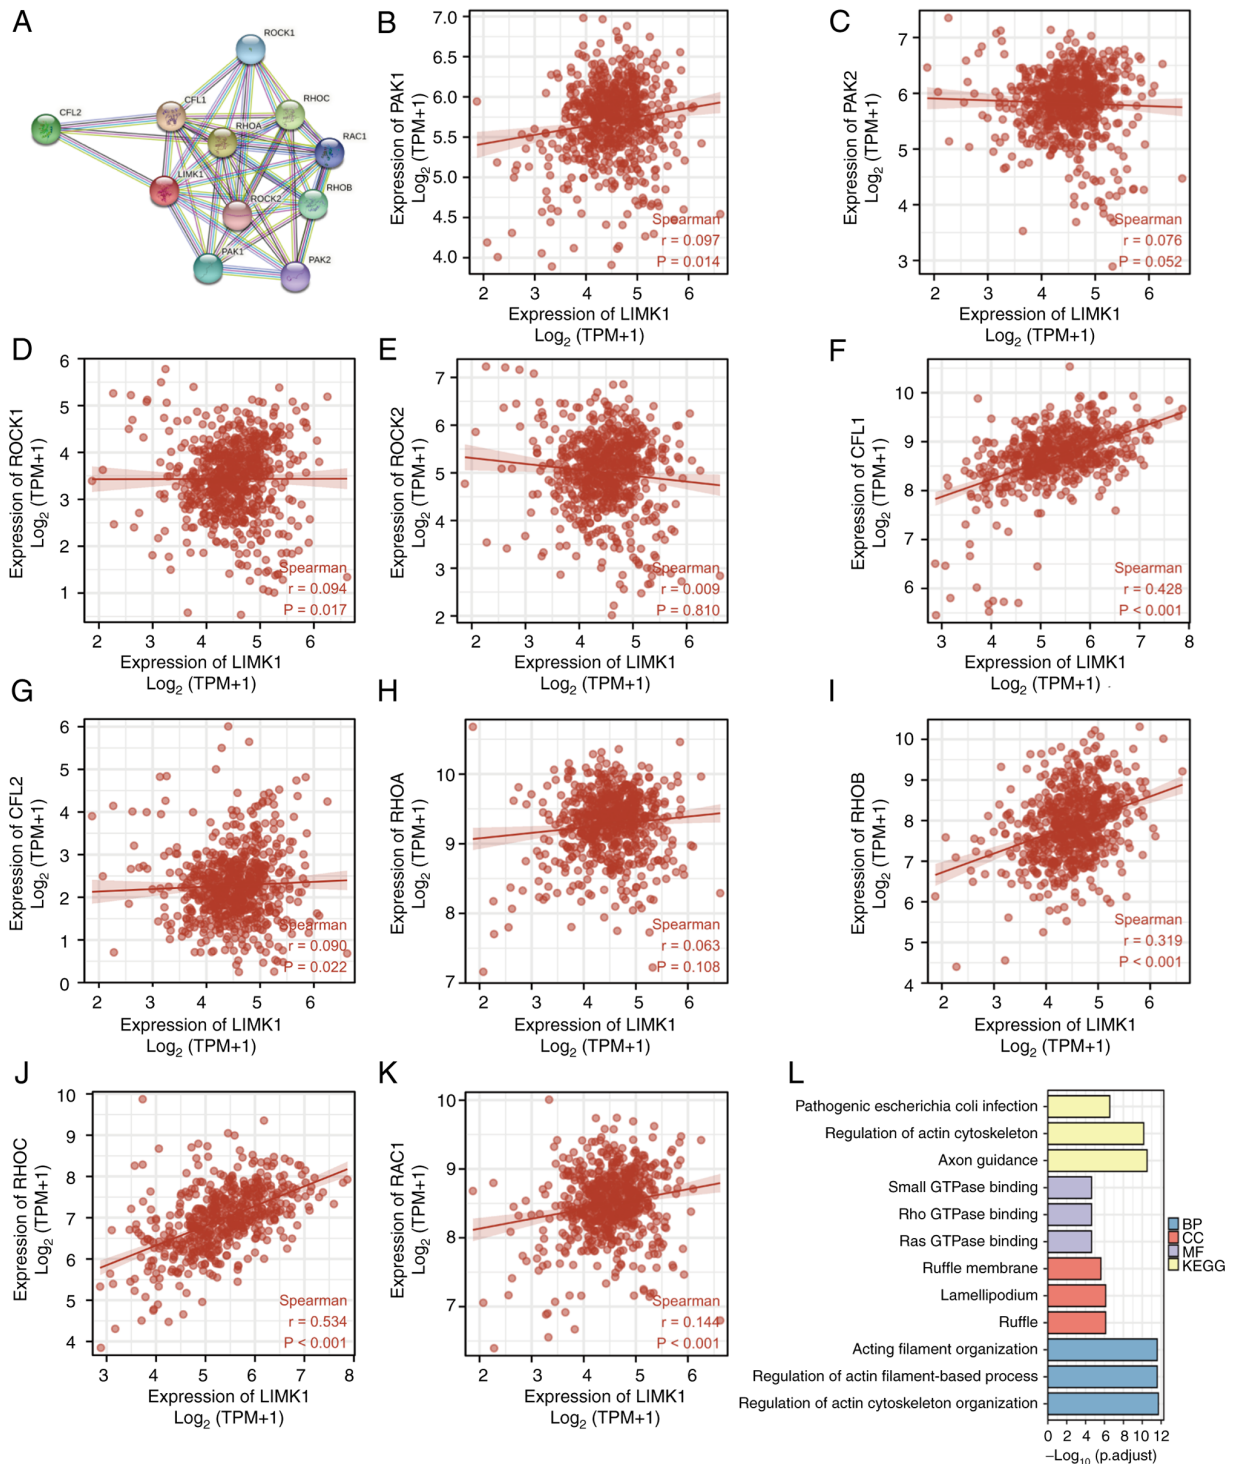 A
ROCK1
CFL2
CFL1
RHOC
RHOA
RAC1
LIMK1
RHOB
ROCK2
PAK1
PAK2
B
Expression of PAK1
Log2 (TPM+1)
7.0
6.5
6.0
5.5
5.0
4.5
4.0
Spearman
r = 0.097
P = 0.014
2 3 4 5 6
Expression of LIMK1
Log2 (TPM+1)
C
Expression of PAK2
Log2 (TPM+1)
7
6
5
4
3
Spearman
r = 0.076
P = 0.052
2 3 4 5 6
Expression of LIMK1
Log2 (TPM+1)
D
Expression of ROCK1
Log2 (TPM+1)
6
5
4
3
2
1
Spearman
r = 0.094
P = 0.017
2 3 4 5 6
Expression of LIMK1
Log2 (TPM+1)
E
Expression of ROCK2
Log2 (TPM+1)
7
6
5
4
3
2
Spearman
r = 0.009
P = 0.810
2 3 4 5 6
Expression of LIMK1
Log2 (TPM+1)
F
Expression of CFL1
Log2 (TPM+1)
10
9
8
7
6
Spearman
r = 0.428
P < 0.001
3 4 5 6 7 8
Expression of LIMK1
Log2 (TPM+1) .
G
Expression of CFL2
Log2 (TPM+1)
6
5
4
3
2
1
0
Spearman
r = 0.090
P = 0.022
2 3 4 5 6
Expression of LIMK1
Log2 (TPM+1)
H
Expression of RHOA
Log2 (TPM+1)
10
9
8
7
Spearman
r = 0.063
P = 0.108
2 3 4 5 6
Expression of LIMK1
Log2 (TPM+1)
I
Expression of RHOB
Log2 (TPM+1)
10
9
8
7
6
5
4
Spearman
r = 0.319
P < 0.001
2 3 4 5 6
Expression of LIMK1
Log2 (TPM+1)
J
Expression of RHOC
Log2 (TPM+1)
10
9
8
7
6
5
4
Spearman
r = 0.534
P < 0.001
3 4 5 6 7 8
Expression of LIMK1
Log2 (TPM+1)
K
Expression of RAC1
Log2 (TPM+1)
10
9
8
7
Spearman
r = 0.144
P < 0.001
2 3 4 5 6
Expression of LIMK1
Log2 (TPM+1)
L
Pathogenic escherichia coli infection
Regulation of actin cytoskeleton
Axon guidance
Small GTPase binding
Rho GTPase binding
Ras GTPase binding
Ruffle membrane
Lamellipodium
Ruffle
Acting filament organization
Regulation of actin filament-based process
Regulation of actin cytoskeleton organization
BP
CC
MF
KEGG
0 2 4 6 8 10 12
–Log10 (p.adjust)